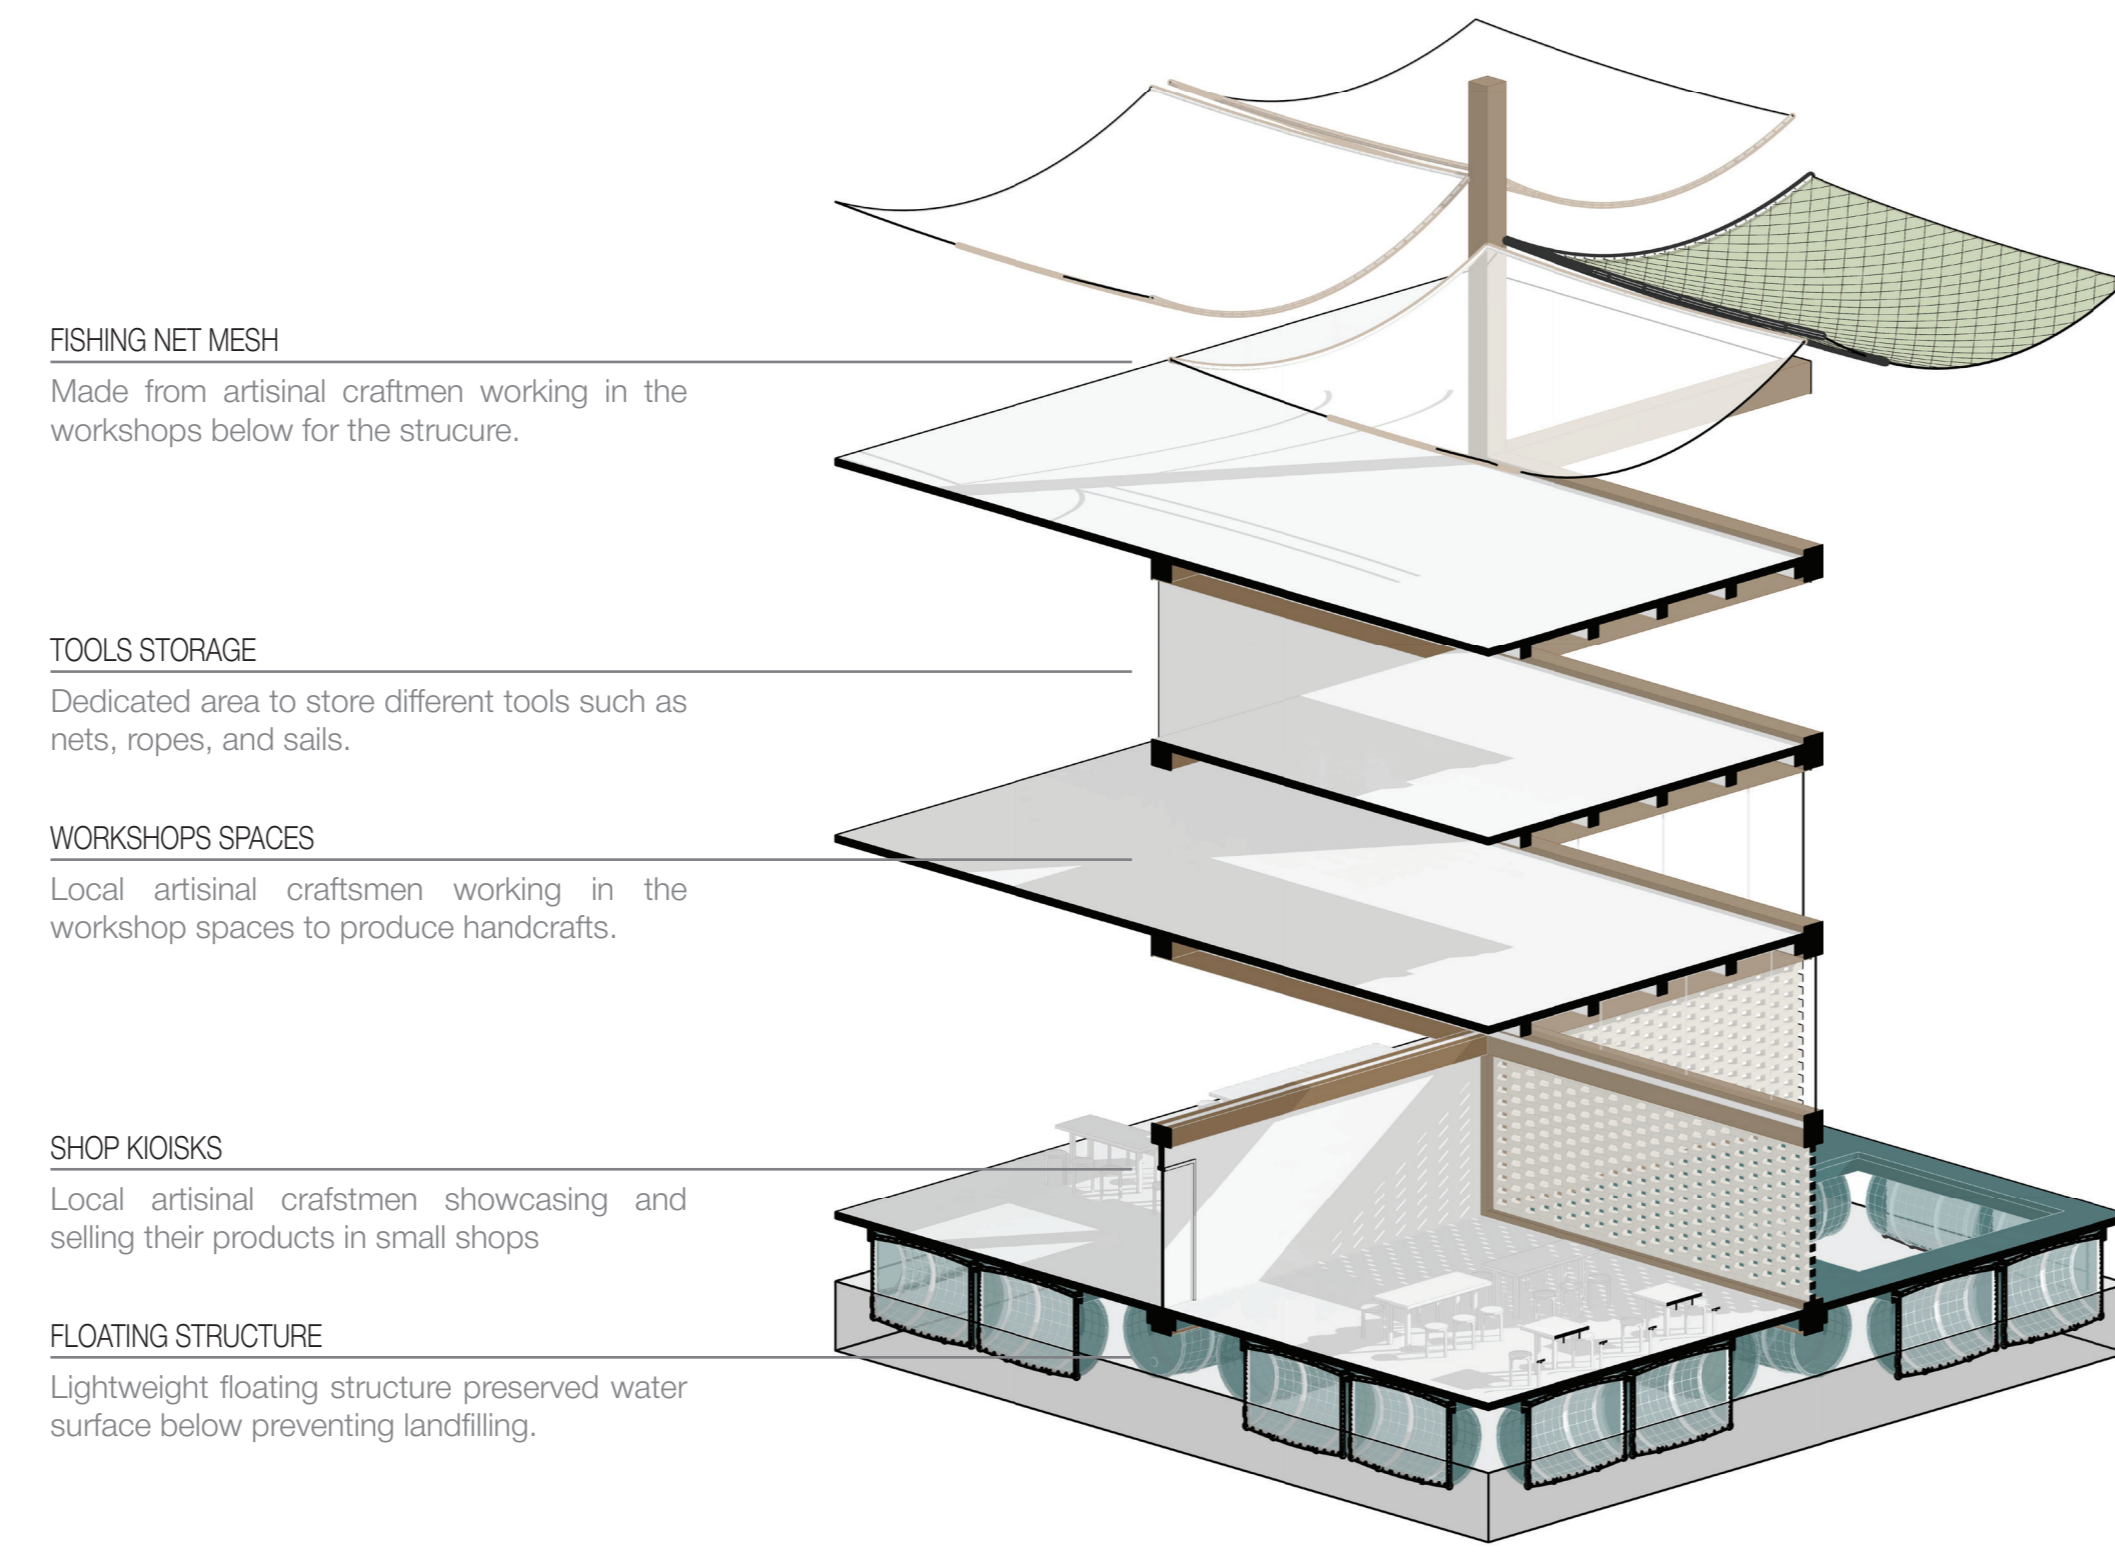 FISHING NET MESH
Made from artisinal craftmen working in the
workshops below for the strucure.
TOOLS STORAGE
Dedicated area to store different tools such as
nets, ropes, and sails.
WORKSHOPS SPACES
Local artisinal craftsmen working in the
workshop spaces to produce handcrafts.
SHOP KIOISKS
Local artisinal crafstmen showcasing and
selling their products in small shops
FLOATING STRUCTURE
Lightweight floating structure preserved water
surface below preventing landfilling.